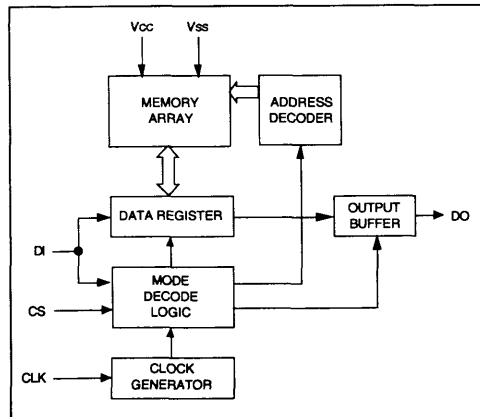 Vcc Vss
MEMORY
ARRAY
ADDRESS
DECODER
DATA REGISTER
OUTPUT
BUFFER
DO
DI
MODE
DECODE
LOGIC
CS
CLK
CLOCK
GENERATOR